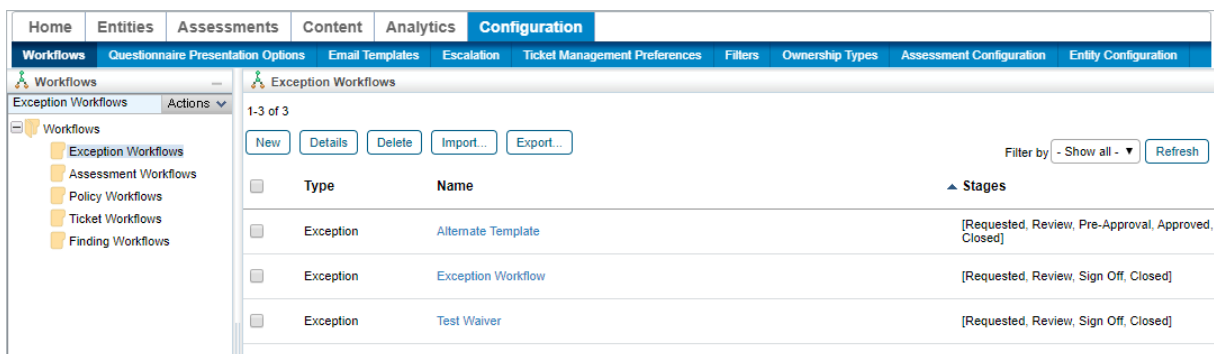 Home Entities Assessments Content Analytics Configuration
Workflows Questionnaire Presentation Options Email Templates Escalation Ticket Management Preferences Filters Ownership Types Assessment Configuration Entity Configuration
Workflows
Exception Workflows Actions
Workflows
Exception Workflows
Assessment Workflows
Policy Workflows
Ticket Workflows
Finding Workflows
Exception Workflows
1-3 of 3
New Details Delete Import... Export...
Filter by - Show all - Refresh
Type Name Stages
Exception Alternate Template [Requested, Review, Pre-Approval, Approved,
Closed]
Exception Exception Workflow [Requested, Review, Sign Off, Closed]
Exception Test Waiver [Requested, Review, Sign Off, Closed]